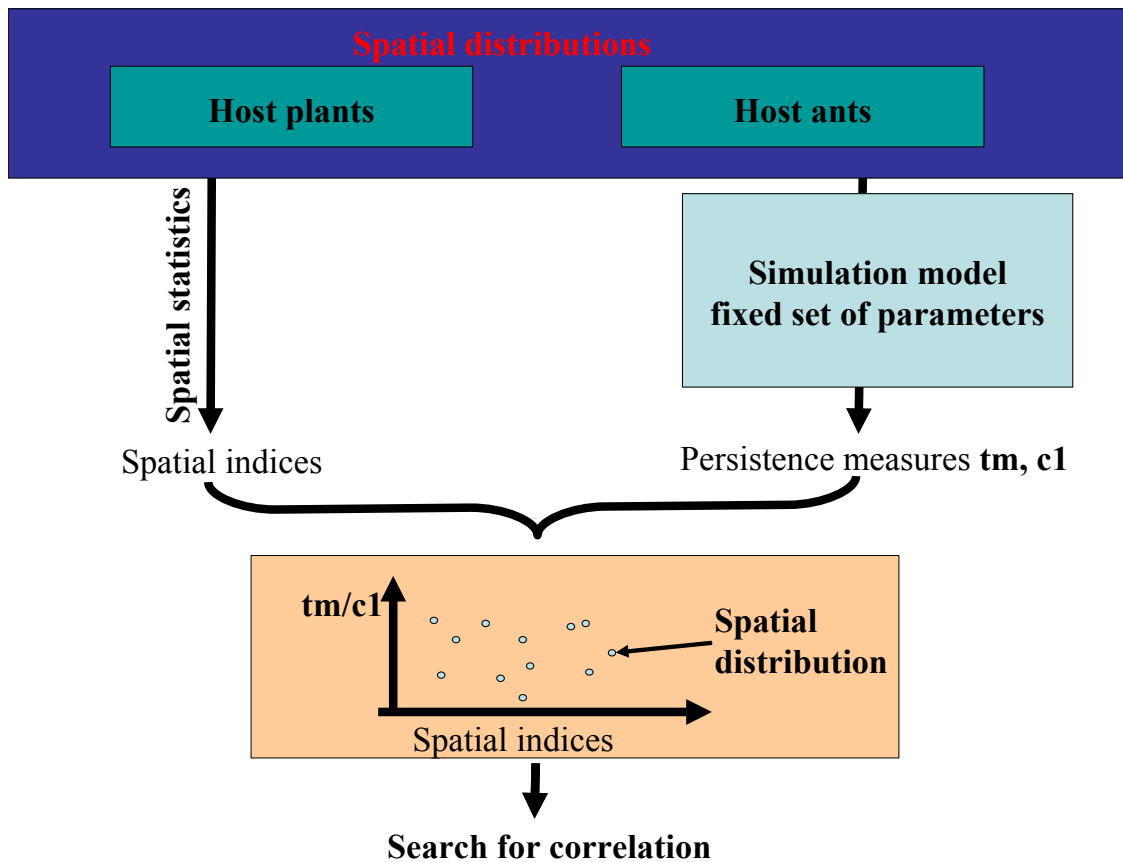 Spatial distributions
Host plants
Host ants
Spatial statistics
Simulation model
fixed set of parameters
Spatial indices
Persistence measures tm, c1
tm/c1
Spatial
distribution
Spatial indices
Search for correlation